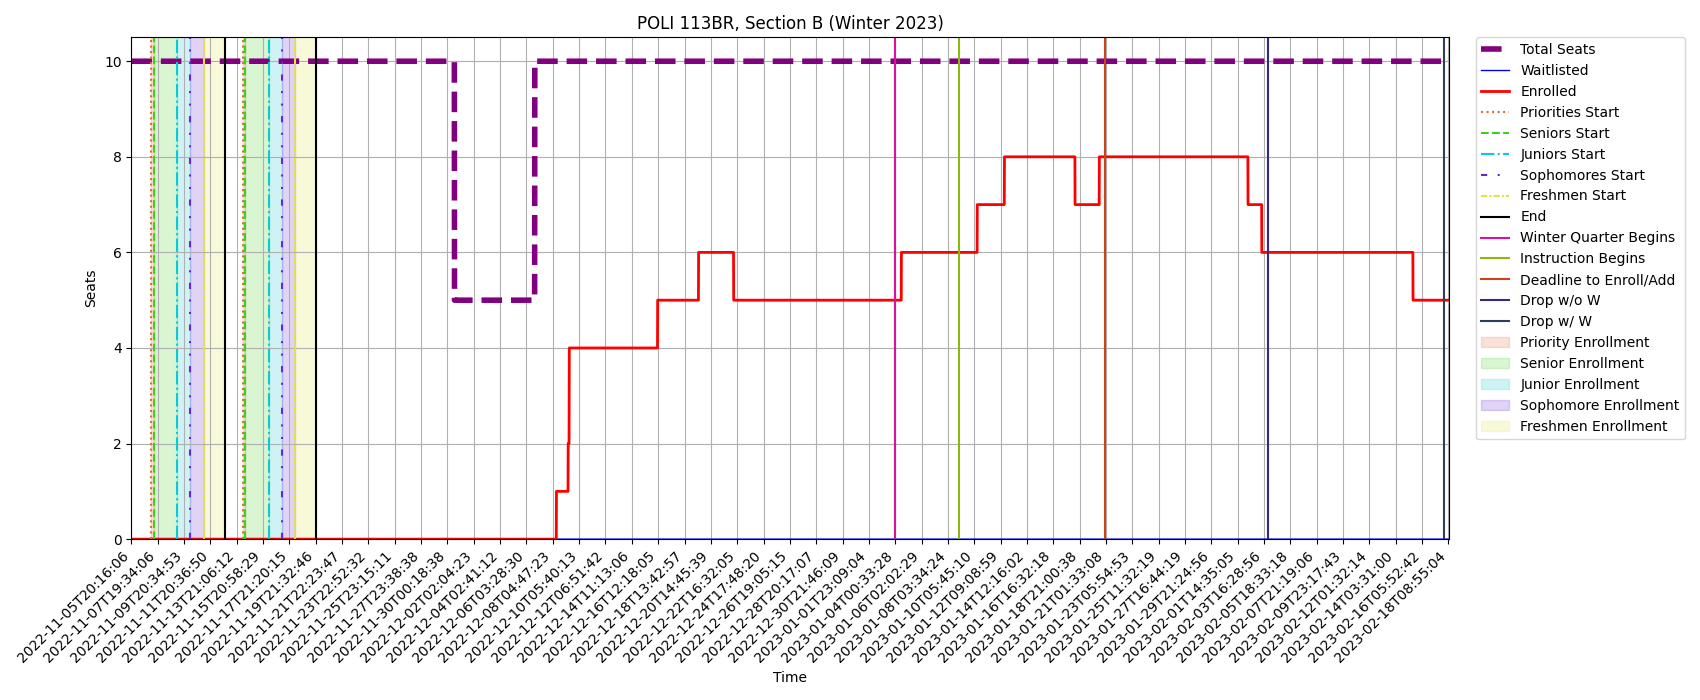 POLI 113BR, Section B (Winter 2023)
Seats
10
8
6
4
2
0
2022-11-05T20:16:06
2022-11-07T19:34:06
2022-11-09T20:34:53
2022-11-11T20:36:50
2022-11-13T21:06:12
2022-11-15T20:58:29
2022-11-17T21:20:15
2022-11-19T21:32:46
2022-11-21T22:23:47
2022-11-23T22:52:32
2022-11-25T23:15:11
2022-11-27T23:38:38
2022-11-30T00:18:38
2022-12-02T02:04:23
2022-12-04T02:41:12
2022-12-06T03:28:30
2022-12-08T04:47:23
2022-12-10T05:40:13
2022-12-12T06:51:42
2022-12-14T11:13:06
2022-12-16T12:18:05
2022-12-18T13:42:57
2022-12-20T14:45:39
2022-12-22T16:32:05
2022-12-24T17:48:20
2022-12-26T19:05:15
2022-12-28T20:17:07
2022-12-30T21:46:09
2023-01-01T23:09:04
2023-01-04T00:33:28
2023-01-06T02:02:29
2023-01-08T03:34:24
2023-01-10T05:45:10
2023-01-12T09:08:59
2023-01-14T12:16:02
2023-01-16T16:32:18
2023-01-18T21:00:38
2023-01-21T01:33:08
2023-01-23T05:54:53
2023-01-25T11:32:19
2023-01-27T16:44:19
2023-01-29T21:24:56
2023-02-01T14:35:05
2023-02-03T16:28:56
2023-02-05T18:33:18
2023-02-07T21:19:06
2023-02-09T23:17:43
2023-02-12T01:32:14
2023-02-14T03:31:00
2023-02-16T05:52:42
2023-02-18T08:55:04
Time
Total Seats
Waitlisted
Enrolled
Priorities Start
Seniors Start
Juniors Start
Sophomores Start
Freshmen Start
End
Winter Quarter Begins
Instruction Begins
Deadline to Enroll/Add
Drop w/o W
Drop w/ W
Priority Enrollment
Senior Enrollment
Junior Enrollment
Sophomore Enrollment
Freshmen Enrollment